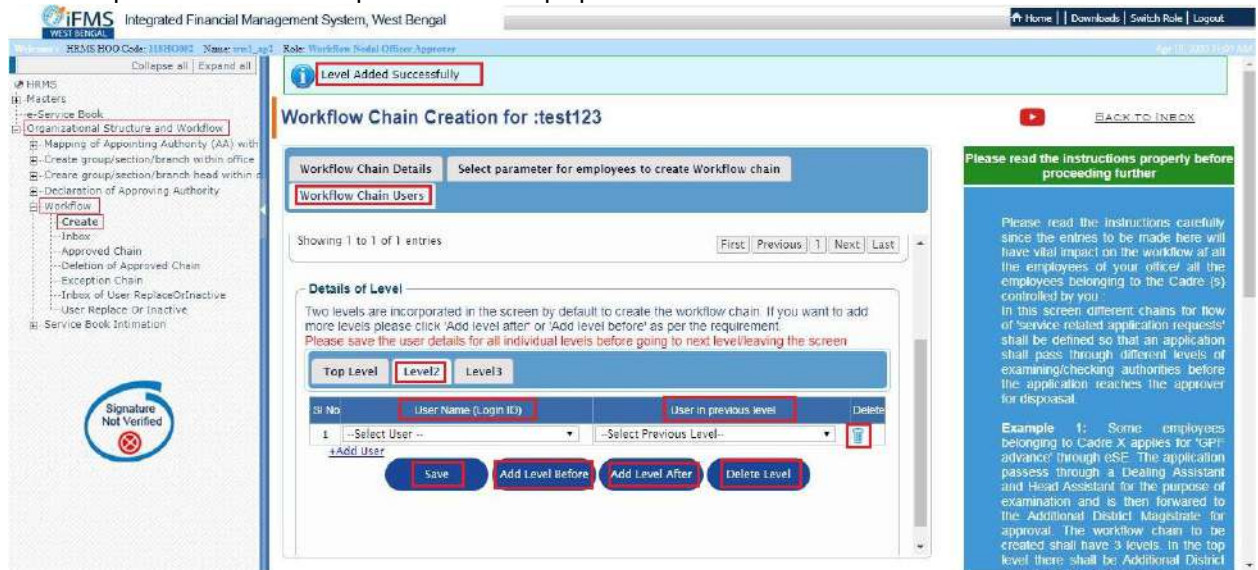 iFMS Integrated Financial Management System, West Bengal
WEST BENGAL
Home | | Downloads | Switch Role | Logout
HRMS HOO Code: Name: Role: Workflow Nodal Officer Approver
Collapse all | Expand all
HRMS
Masters
e-Service Book
Organizational Structure and Workflow
Mapping of Appointing Authority (AA) with
Create group/section/branch within office
Creare group/section/branch head within
Declaration of Approving Authority
Workflow
Create
Inbox
Approved Chain
Deletion of Approved Chain
Exception Chain
Inbox of User ReplaceOrInactive
User Replace Or Inactive
Service Book Intimation
Signature
Not Verified
Level Added Successfully
Workflow Chain Creation for :test123
BACK TO INBOX
Workflow Chain Details Select parameter for employees to create Workflow chain
Workflow Chain Users
Showing 1 to 1 of 1 entries
First Previous 1 Next Last
Details of Level
Two levels are incorporated in the screen by default to create the workflow chain. If you want to add
more levels please click 'Add level after' or 'Add level before' as per the requirement.
Please save the user details for all individual levels before going to next level/leaving the screen
Top Level Level2 Level3
Sl No User Name (Login ID) User in previous level Delete
1 --Select User -- --Select Previous Level--
+Add User
Save Add Level Before Add Level After Delete Level
Please read the instructions properly before
proceeding further
Please read the instructions carefully
since the entries to be made here will
have vital impact on the workflow of all
the employees of your office/ all the
employees belonging to the Cadre (s)
controlled by you :
In this screen different chains for flow
of 'service related application requests'
shall be defined so that an application
shall pass through different levels of
examining/checking authorities before
the application reaches the approver
for dispoasal.
Example 1: Some employees
belonging to Cadre X applies for 'GPF
advance' through eSE. The application
passess through a Dealing Assistant
and Head Assistant for the purpose of
examination and is then forwared to
the Additional District Magistrate for
approval. The workflow chain to be
created shall have 3 levels. In the top
level there shall be Additional District